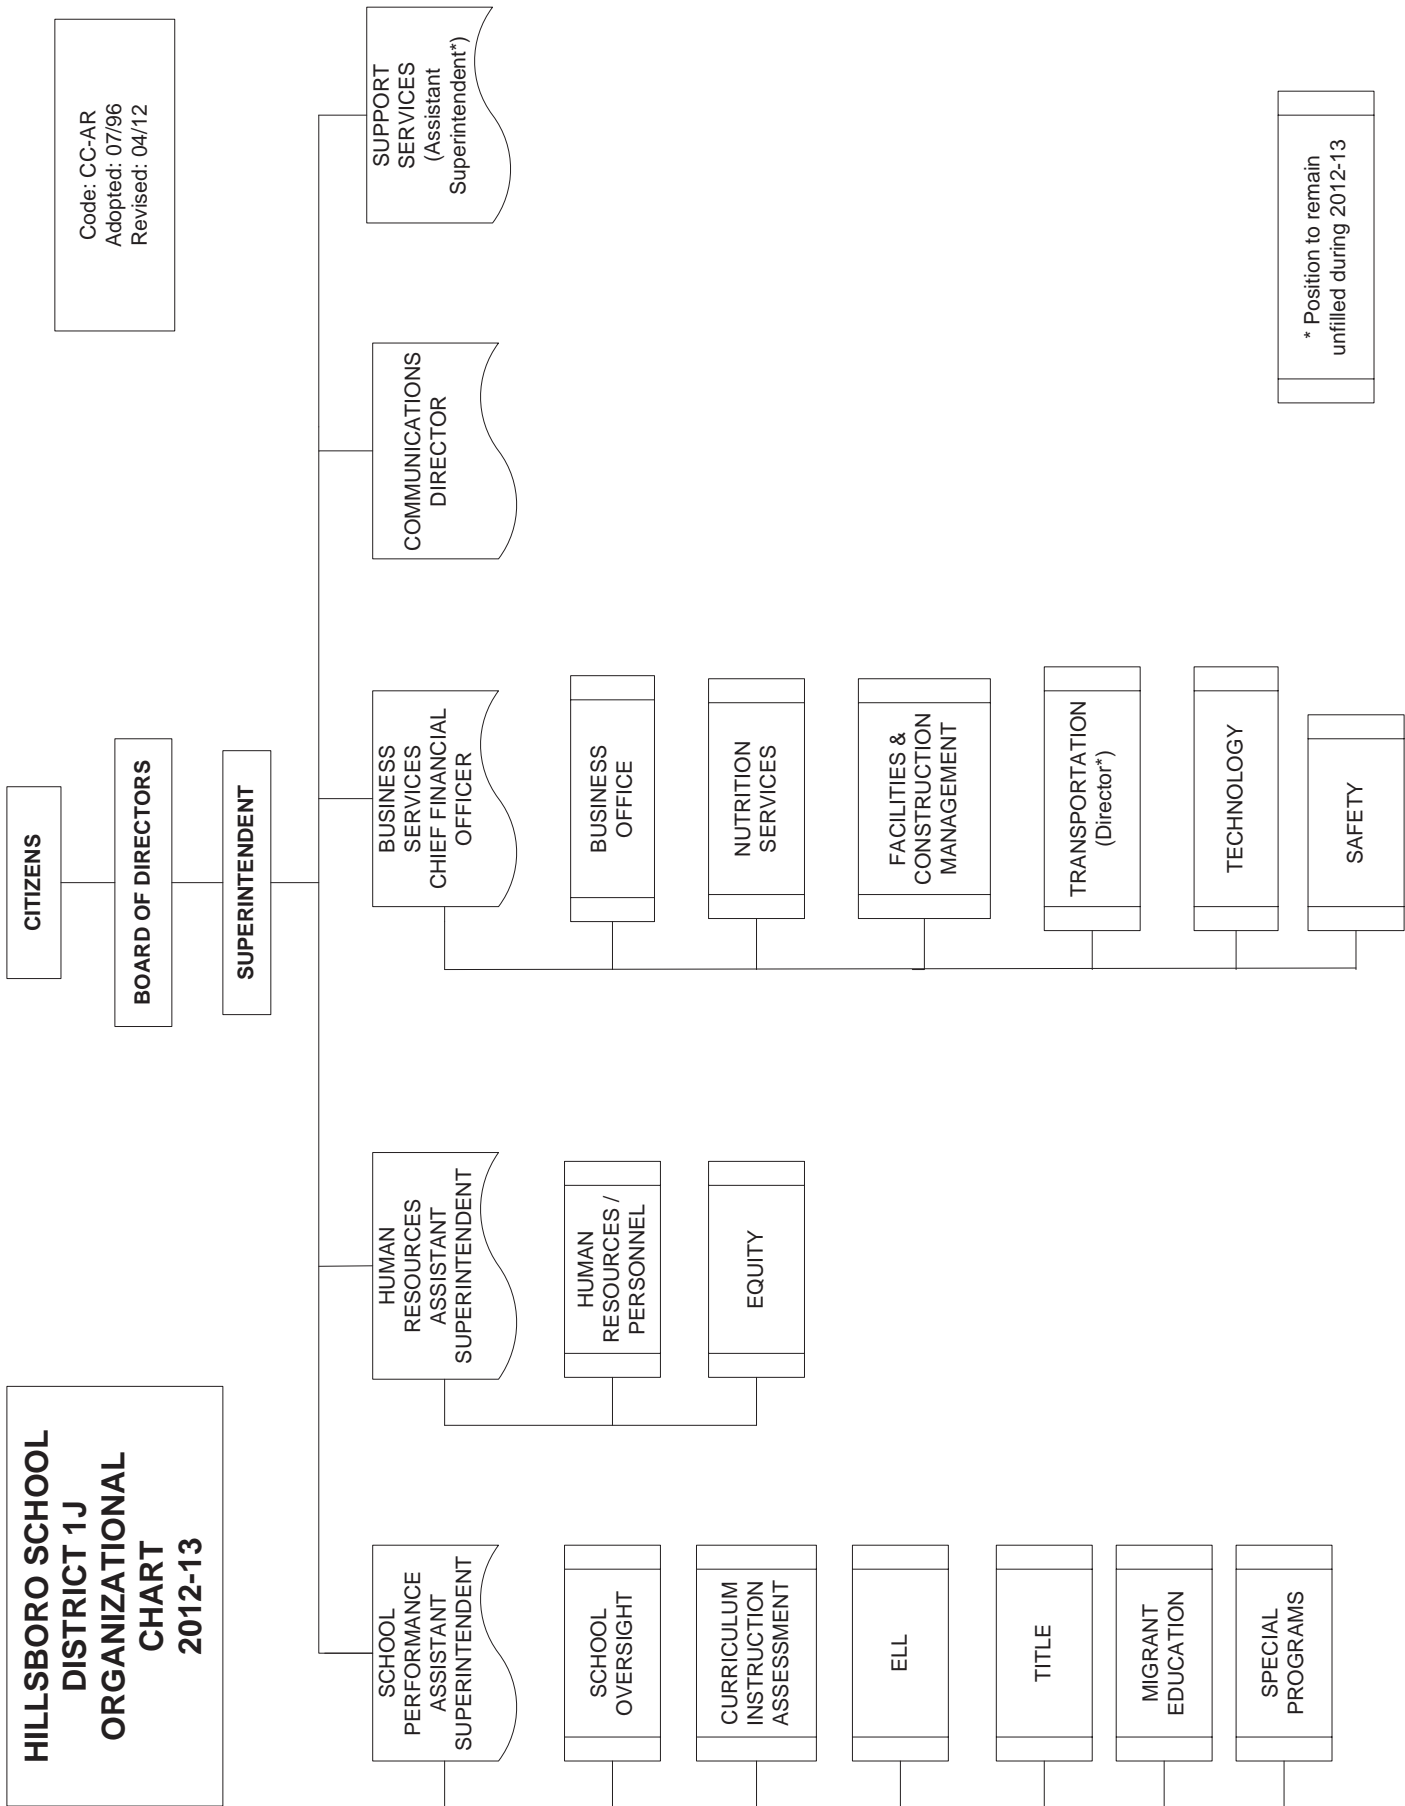 HILLSBORO SCHOOL
DISTRICT 1J
ORGANIZATIONAL
CHART
2012-13
CITIZENS
BOARD OF DIRECTORS
SUPERINTENDENT
Code: CC-AR
Adopted: 07/96
Revised: 04/12
SCHOOL
PERFORMANCE
ASSISTANT
SUPERINTENDENT
SCHOOL
OVERSIGHT
CURRICULUM
INSTRUCTION
ASSESSMENT
ELL
TITLE
MIGRANT
EDUCATION
SPECIAL
PROGRAMS
HUMAN
RESOURCES
ASSISTANT
SUPERINTENDENT
HUMAN
RESOURCES /
PERSONNEL
EQUITY
BUSINESS
SERVICES
CHIEF FINANCIAL
OFFICER
BUSINESS
OFFICE
NUTRITION
SERVICES
FACILITIES &
CONSTRUCTION
MANAGEMENT
TRANSPORTATION
(Director*)
TECHNOLOGY
SAFETY
COMMUNICATIONS
DIRECTOR
SUPPORT
SERVICES
(Assistant
Superintendent*)
* Position to remain
unfilled during 2012-13